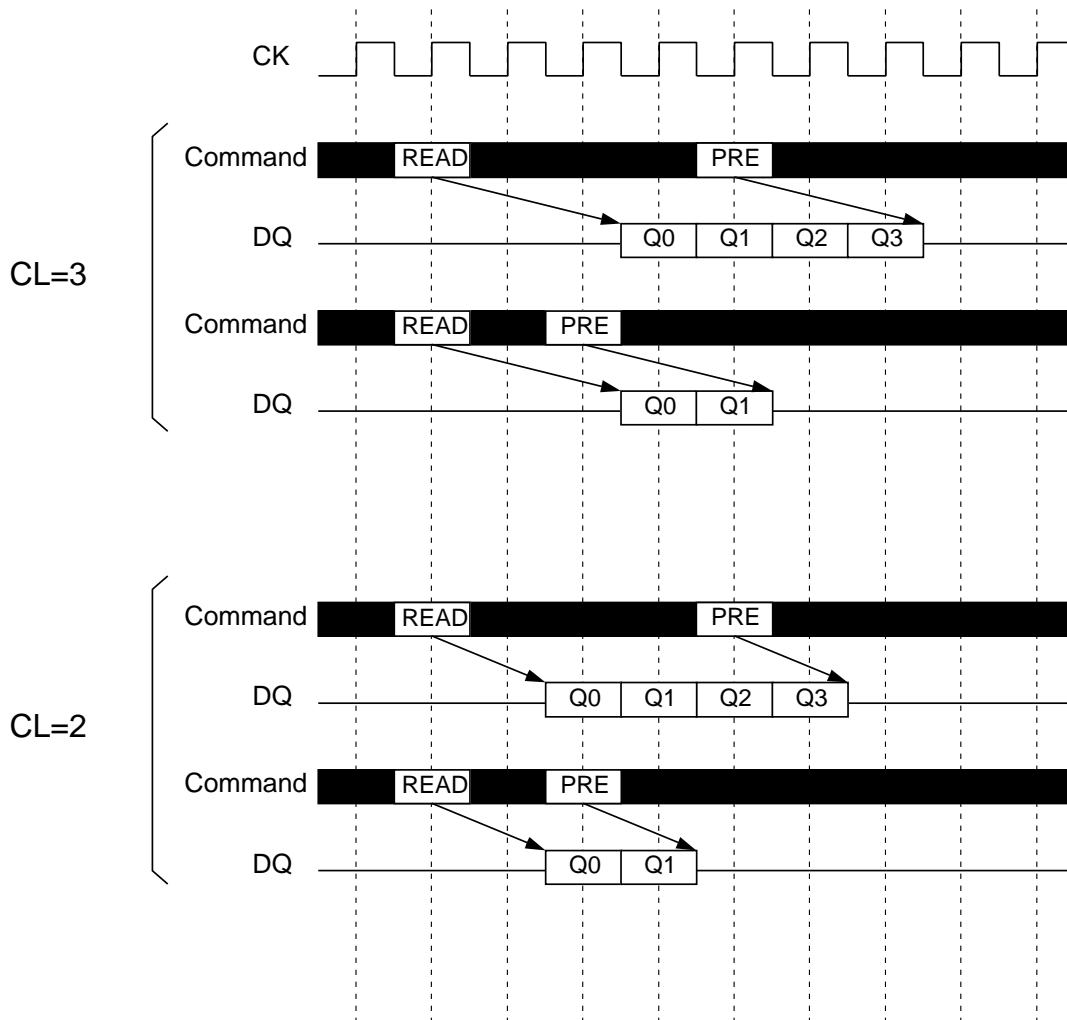 CK
CL=3
Command READ PRE
DQ Q0 Q1 Q2 Q3
Command READ PRE
DQ Q0 Q1
CL=2
Command READ PRE
DQ Q0 Q1 Q2 Q3
Command READ PRE
DQ Q0 Q1